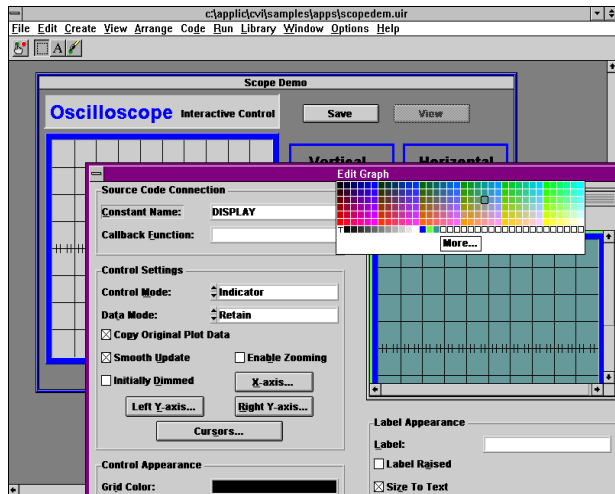 c:\applic\cvi\samples\apps\scopedem.uir
File Edit Create View Arrange Code Run Library Window Options Help
A
Scope Demo
Oscilloscope Interactive Control Save View
Vertical Horizontal
Edit Graph
Source Code Connection
Constant Name: DISPLAY
Callback Function:
T
More...
Control Settings
Control Mode: Indicator
Data Mode: Retain
Copy Original Plot Data
Smooth Update Enable Zooming
Initially Dimmed X-axis...
Left Y-axis... Right Y-axis...
Cursors...
Label Appearance
Label:
Label Raised
Size To Text
Control Appearance
Grid Color: